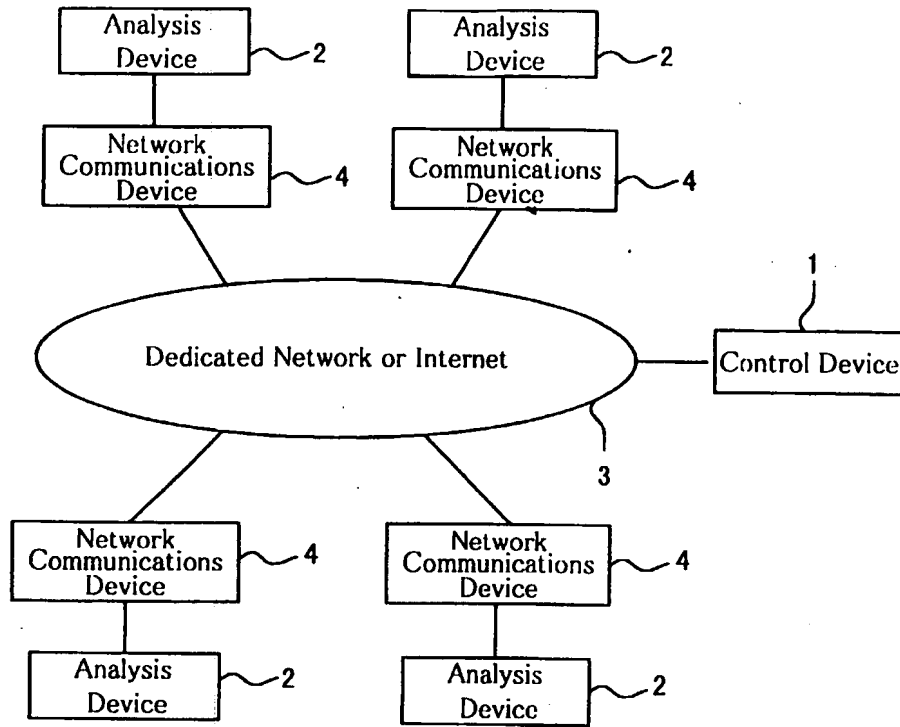 Analysis
Device
2
Analysis
Device
2
Network
Communications
Device
4
Network
Communications
Device
4
1
Dedicated Network or Internet
Control Device
3
Network
Communications
Device
4
Network
Communications
Device
4
Analysis
Device
2
Analysis
Device
2